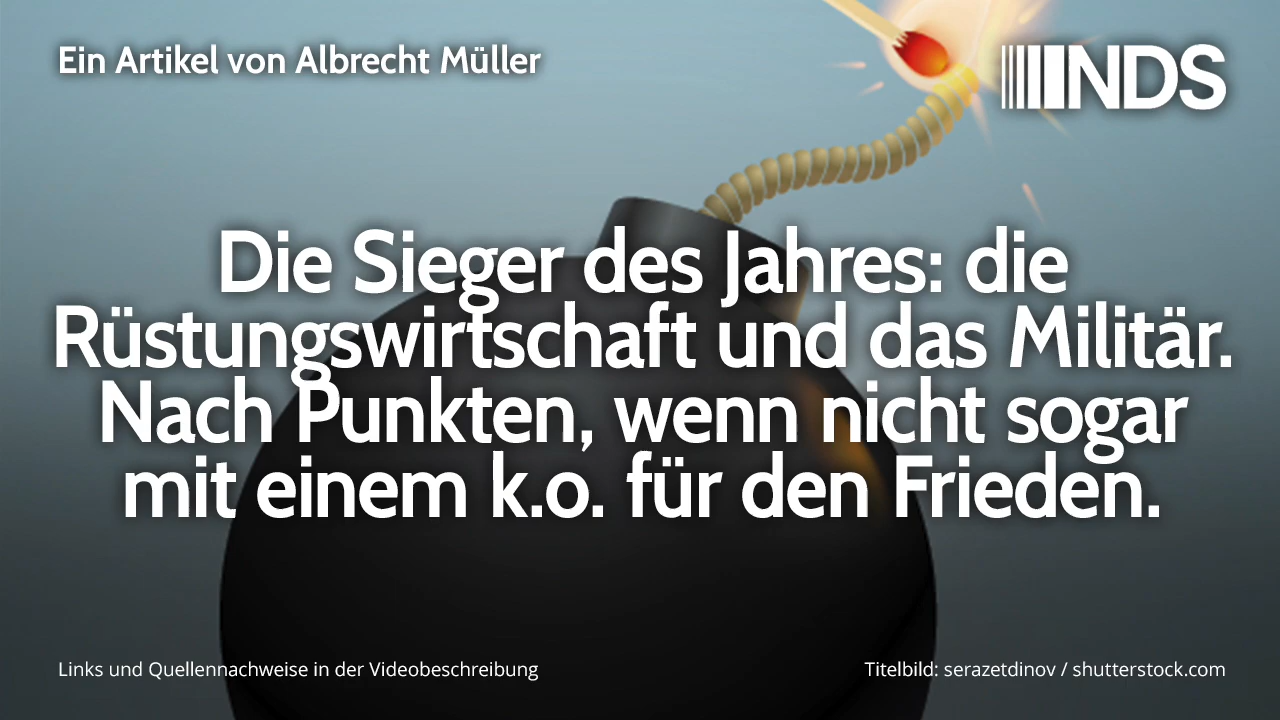 Ein Artikel von Albrecht Müller
NDS
Die Sieger des Jahres: die
Rüstungswirtschaft und das Militär.
Nach Punkten, wenn nicht sogar
mit einem k.o. für den Frieden.
Links und Quellennachweise in der Videobeschreibung
Titelbild: serazetdinov / shutterstock.com